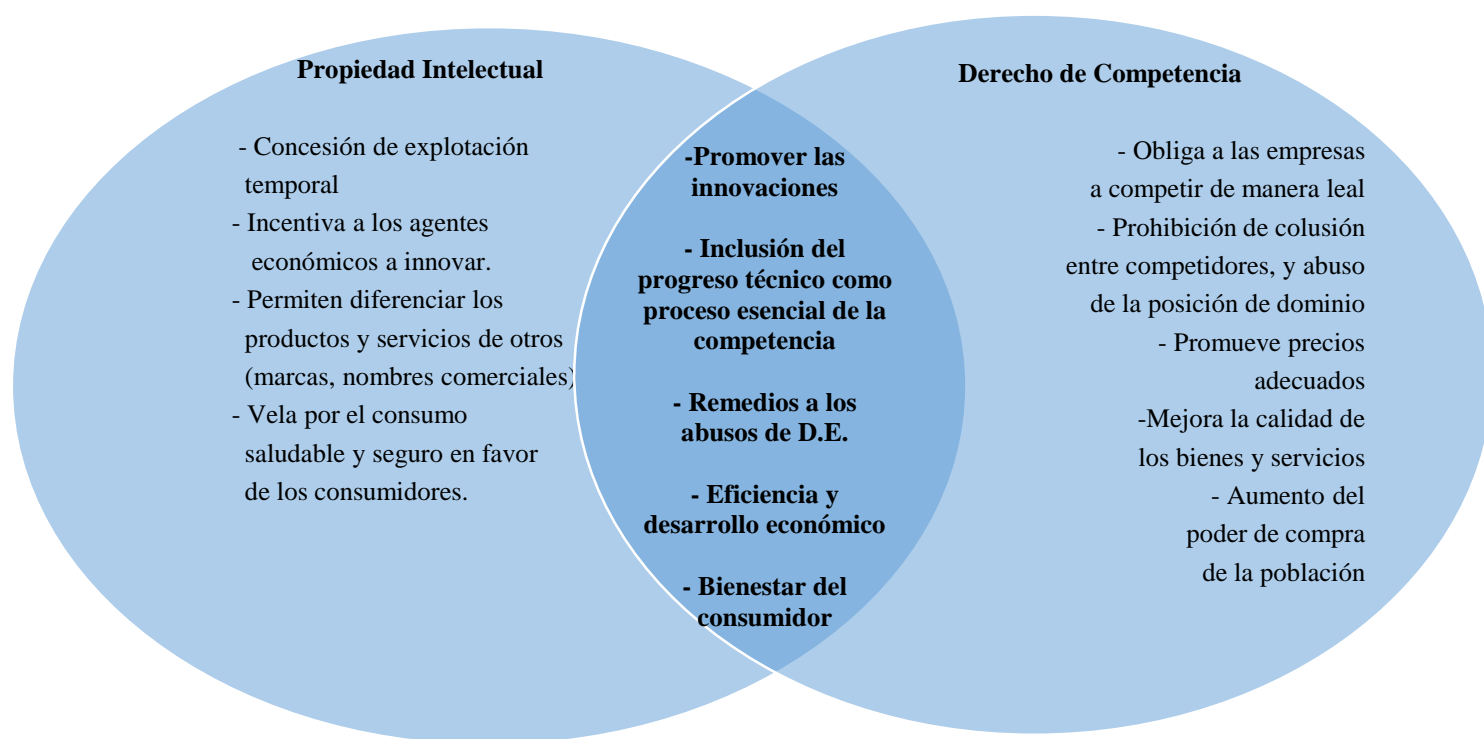 Propiedad Intelectual
- Concesión de explotación
temporal
- Incentiva a los agentes
económicos a innovar.
- Permiten diferenciar los
productos y servicios de otros
(marcas, nombres comerciales)
- Vela por el consumo
saludable y seguro en favor
de los consumidores.
-Promover las
innovaciones
- Inclusión del
progreso técnico como
proceso esencial de la
competencia
- Remedios a los
abusos de D.E.
- Eficiencia y
desarrollo económico
- Bienestar del
consumidor
Derecho de Competencia
- Obliga a las empresas
a competir de manera leal
- Prohibición de colusión
entre competidores, y abuso
de la posición de dominio
- Promueve precios
adecuados
-Mejora la calidad de
los bienes y servicios
- Aumento del
poder de compra
de la población